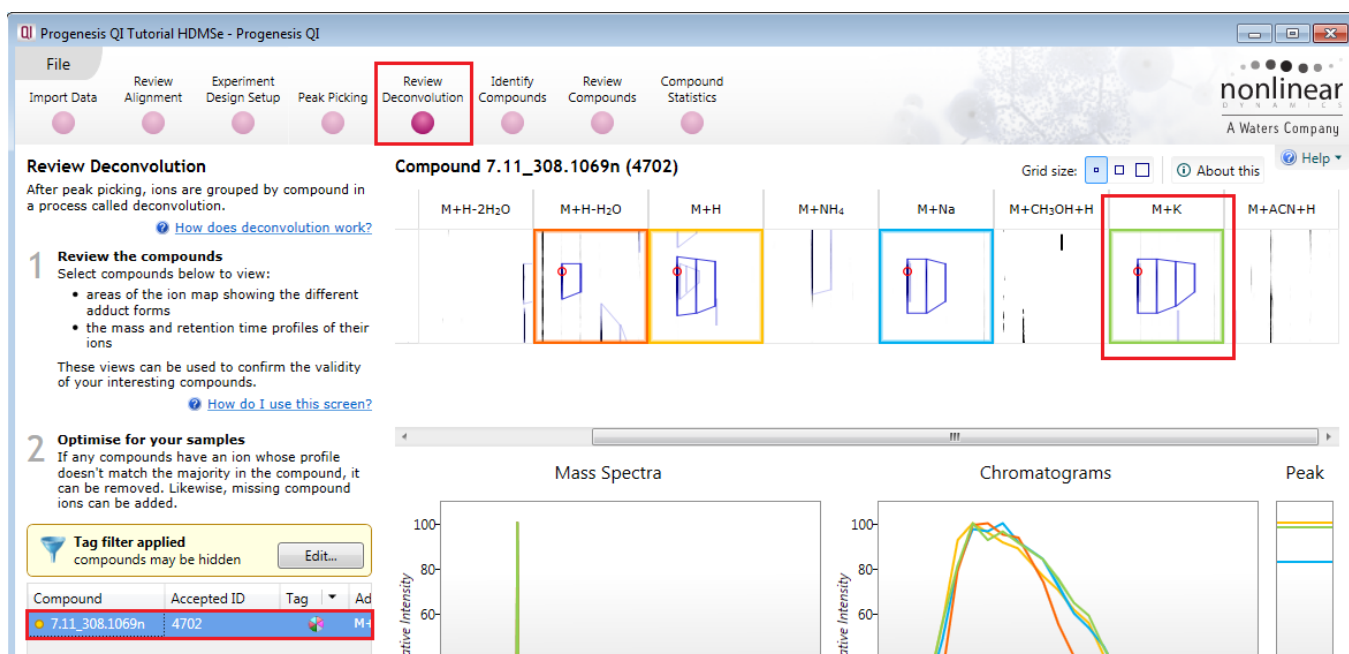 QI Progenesis QI Tutorial HDMSe - Progenesis QI
File
Import Data
Review Alignment
Experiment Design Setup
Peak Picking
Review Deconvolution
Identify Compounds
Review Compounds
Compound Statistics
nonlinear
DYNAMICS
A Waters Company
Review Deconvolution
After peak picking, ions are grouped by compound in
a process called deconvolution.
How does deconvolution work?
1 Review the compounds
Select compounds below to view:
• areas of the ion map showing the different
adduct forms
• the mass and retention time profiles of their
ions
These views can be used to confirm the validity
of your interesting compounds.
How do I use this screen?
2 Optimise for your samples
If any compounds have an ion whose profile
doesn't match the majority in the compound, it
can be removed. Likewise, missing compound
ions can be added.
Tag filter applied
compounds may be hidden
Edit...
Compound Accepted ID Tag Ad
7.11_308.1069n 4702 M+
Compound 7.11_308.1069n (4702)
Grid size:
About this
Help
M+H-2H₂O M+H-H₂O M+H M+NH₄ M+Na M+CH₃OH+H M+K M+ACN+H
Mass Spectra
100
80
60
ative Intensity
Chromatograms
100
80
60
ative Intensity
Peak